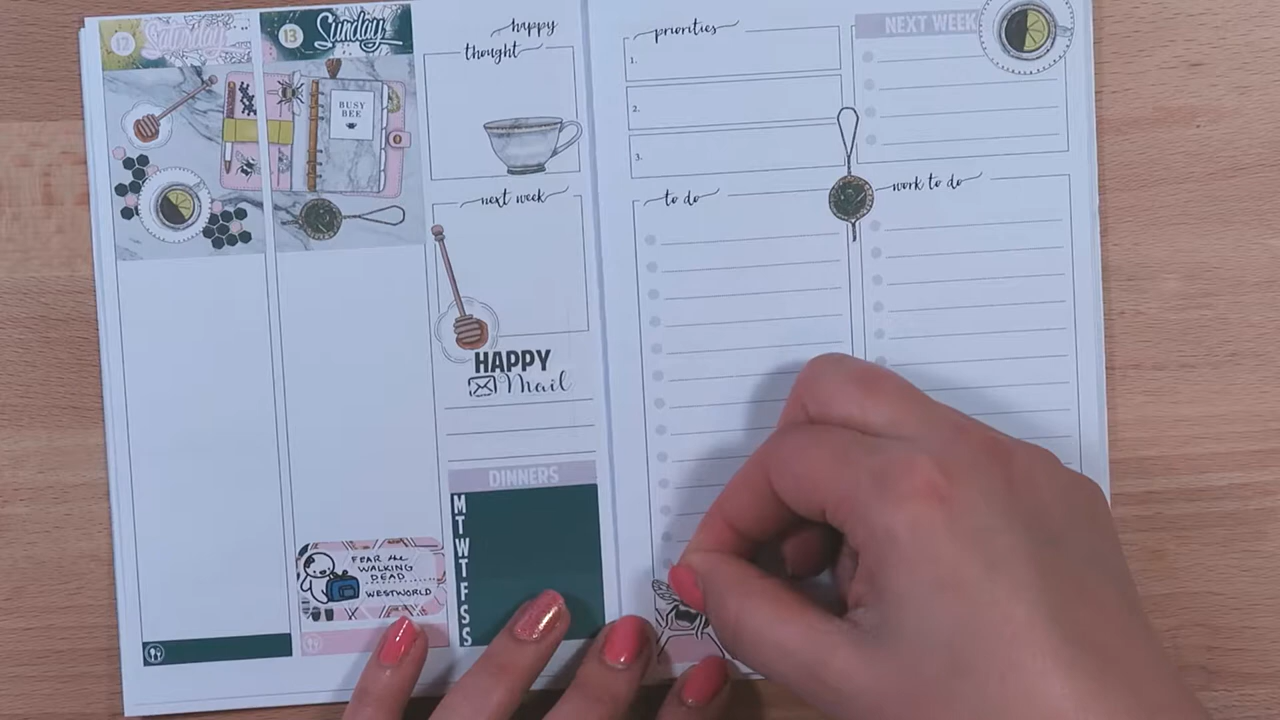 12 Saturday
13 Sunday
BUSY
BEE
FEAR the
WALKING
DEAD
WESTWORLD
happy
thought
next week
HAPPY
Mail
DINNERS
M
T
W
T
F
S
S
priorities
1.
2.
3.
to do
NEXT WEEK
work to do